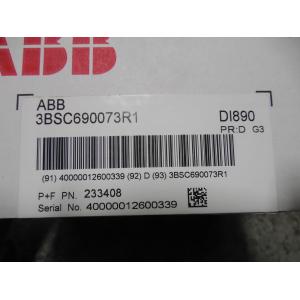 ABB
ABB
3BSC690073R1 DI890
PR:D G3
(91) 40000012600339 (92) D (93) 3BSC690073R1
P+F PN. 233408
Serial No. 40000012600339